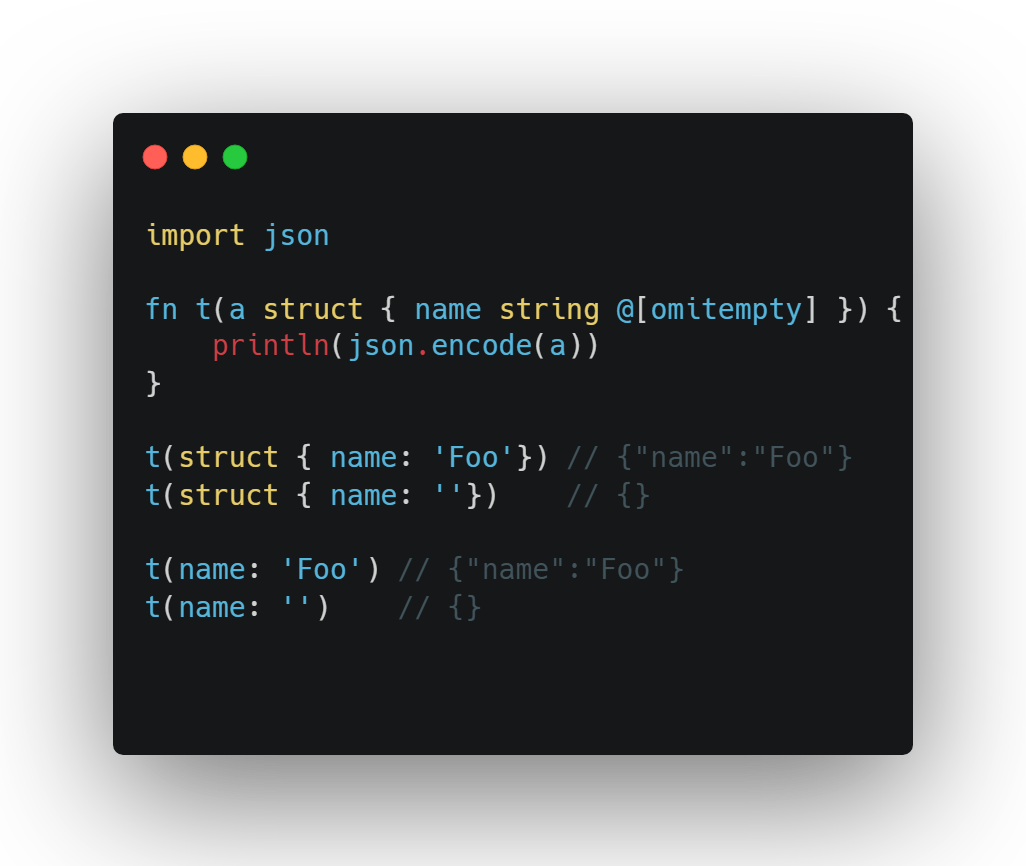 import json
fn t(a struct { name string @[omitempty] }) {
    println(json.encode(a))
}
t(struct { name: 'Foo'}) // {"name":"Foo"}
t(struct { name: ''})    // {}
t(name: 'Foo') // {"name":"Foo"}
t(name: '')    // {}